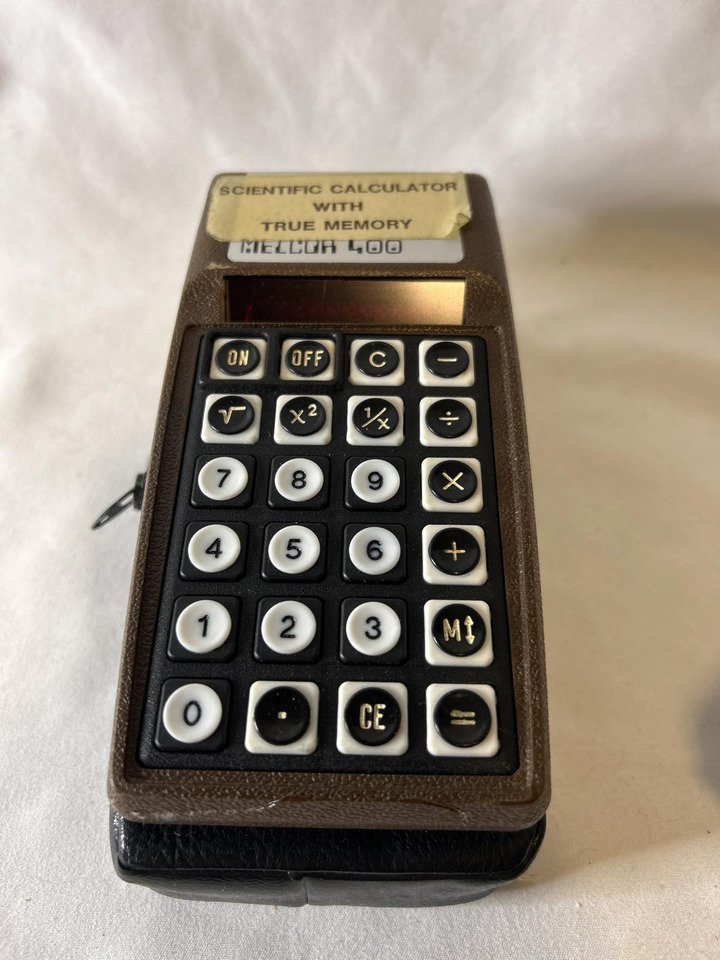 SCIENTIFIC CALCULATOR
WITH
TRUE MEMORY
MELCOR 400
ON OFF C −
√ x² 1/x ÷
7 8 9 ×
4 5 6 +
1 2 3 M↕
0 . CE =